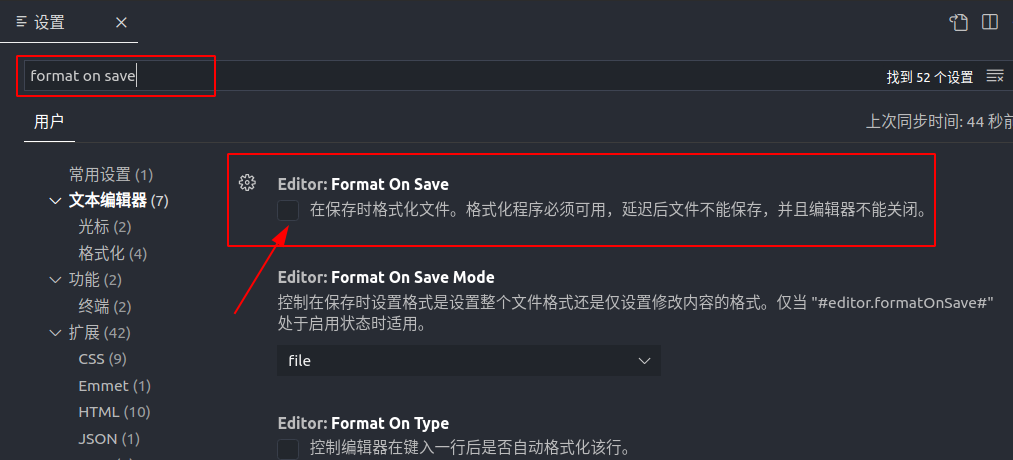 设置
format on save
找到 52 个设置
用户
上次同步时间: 44 秒前
常用设置 (1)
文本编辑器 (7)
光标 (2)
格式化 (4)
功能 (2)
终端 (2)
扩展 (42)
CSS (9)
Emmet (1)
HTML (10)
JSON (1)
Editor: Format On Save
在保存时格式化文件。格式化程序必须可用，延迟后文件不能保存，并且编辑器不能关闭。
Editor: Format On Save Mode
控制在保存时设置格式是设置整个文件格式还是仅设置修改内容的格式。仅当 "#editor.formatOnSave#"
处于启用状态时适用。
file
Editor: Format On Type
控制编辑器在键入一行后是否自动格式化该行。